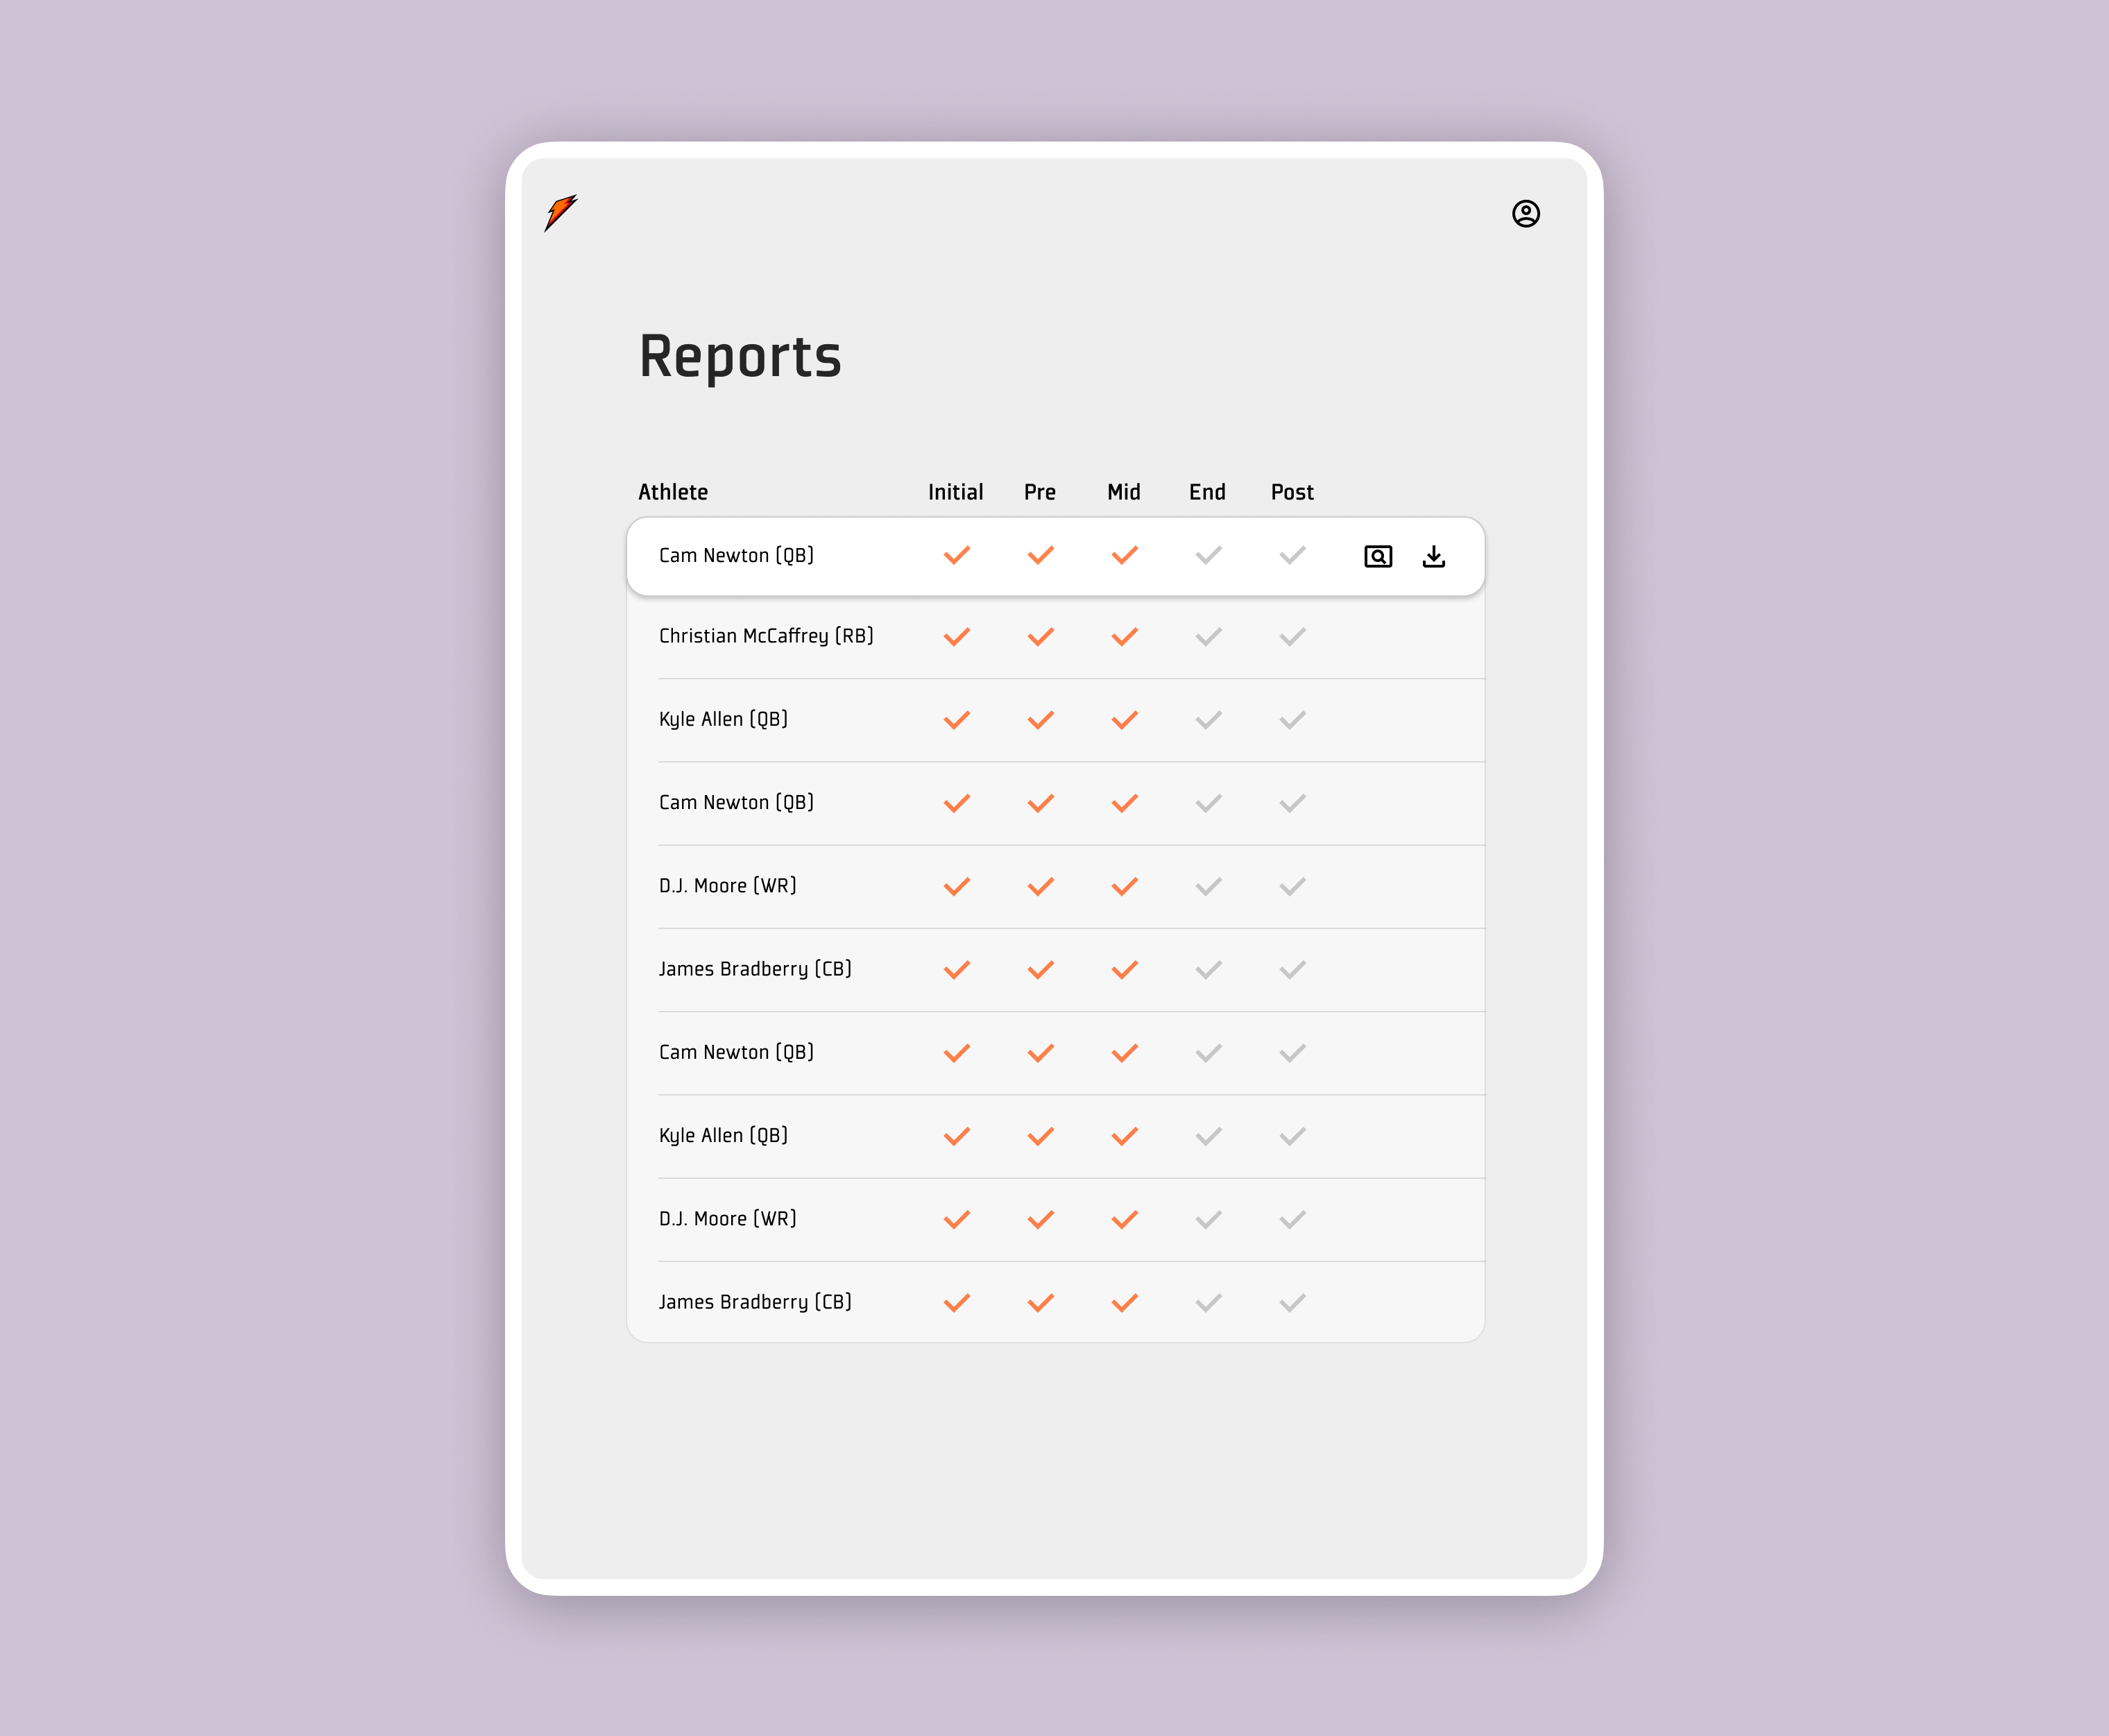 Reports
Athlete Initial Pre Mid End Post
Cam Newton (QB)
Christian McCaffrey (RB)
Kyle Allen (QB)
Cam Newton (QB)
D.J. Moore (WR)
James Bradberry (CB)
Cam Newton (QB)
Kyle Allen (QB)
D.J. Moore (WR)
James Bradberry (CB)